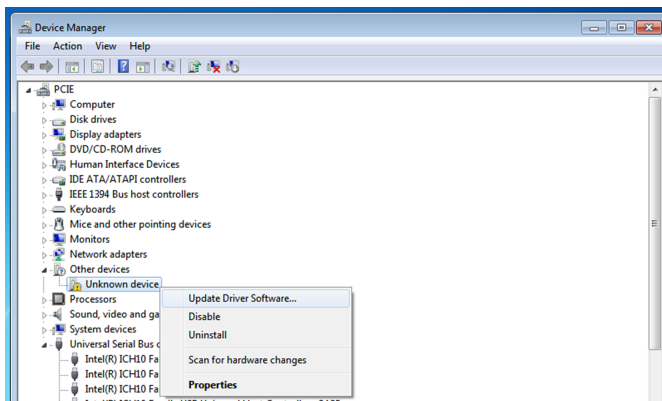 Device Manager
File Action View Help
PCIE
Computer
Disk drives
Display adapters
DVD/CD-ROM drives
Human Interface Devices
IDE ATA/ATAPI controllers
IEEE 1394 Bus host controllers
Keyboards
Mice and other pointing devices
Monitors
Network adapters
Other devices
Unknown device
Update Driver Software...
Processors
Sound, video and ga
Disable
System devices
Uninstall
Universal Serial Bus c
Intel(R) ICH10 Fa
Scan for hardware changes
Intel(R) ICH10 Fa
Intel(R) ICH10 Fa
Properties